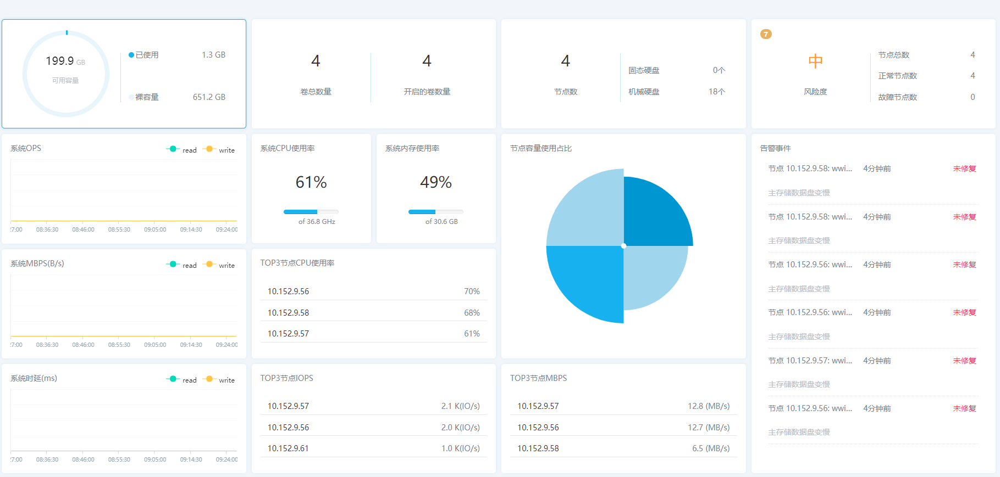 199.9 GB
可用容量
已使用 1.3 GB
裸容量 651.2 GB
4
卷总数量
4
开启的卷数量
4
节点数
固态硬盘 0个
机械硬盘 18个
7
中
风险度
节点总数 4
正常节点数 4
故障节点数 0
系统OPS
read write
27:00 08:36:30 08:46:00 08:55:30 09:05:00 09:14:30 09:24:00
系统MBPS(B/s)
read write
27:00 08:36:30 08:46:00 08:55:30 09:05:00 09:14:30 09:24:00
系统时延(ms)
read write
27:00 08:36:30 08:46:00 08:55:30 09:05:00 09:14:30 09:24:00
系统CPU使用率
61%
of 36.8 GHz
系统内存使用率
49%
of 30.6 GB
TOP3节点CPU使用率
10.152.9.56 70%
10.152.9.58 68%
10.152.9.57 61%
TOP3节点IOPS
10.152.9.57 2.1 K(IO/s)
10.152.9.56 2.0 K(IO/s)
10.152.9.61 1.0 K(IO/s)
节点容量使用占比
TOP3节点MBPS
10.152.9.57 12.8 (MB/s)
10.152.9.56 12.7 (MB/s)
10.152.9.58 6.5 (MB/s)
告警事件
节点 10.152.9.58: wwi... 4分钟前 未修复
主存储数据盘变慢
节点 10.152.9.58: wwi... 4分钟前 未修复
主存储数据盘变慢
节点 10.152.9.56: wwi... 4分钟前 未修复
主存储数据盘变慢
节点 10.152.9.56: wwi... 4分钟前 未修复
主存储数据盘变慢
节点 10.152.9.57: wwi... 4分钟前 未修复
主存储数据盘变慢
节点 10.152.9.56: wwi... 4分钟前 未修复
主存储数据盘变慢